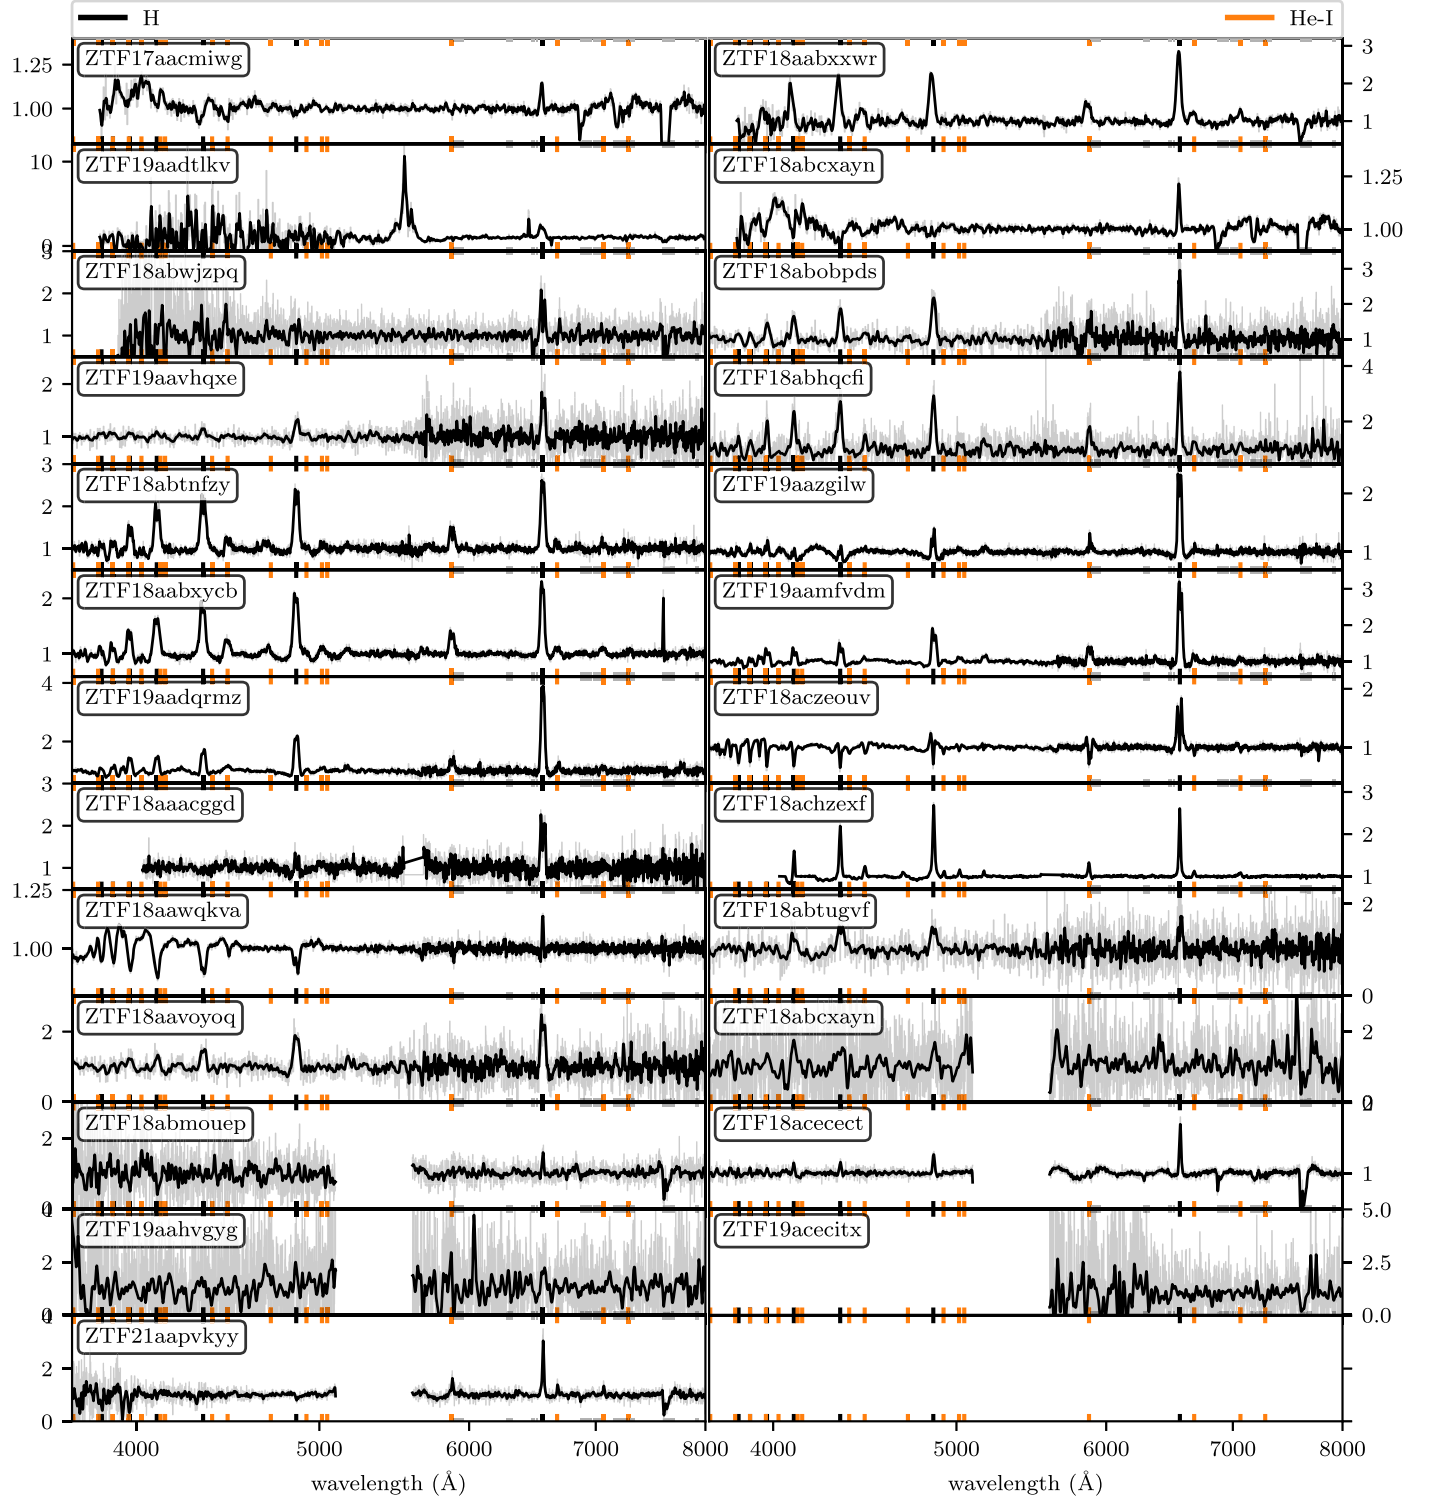 H He-I
ZTF17aacmiwg ZTF18aabxxwr
1.25 1.00 3 2 1
ZTF19aadtlkv ZTF18abcxayn
10 0 1.25 1.00
ZTF18abwjzpq ZTF18abobpds
3 2 1 3 2 1
ZTF19aavhqxe ZTF18abhqcfi
2 1 4 2
ZTF18abtnfzy ZTF19aazgilw
3 2 1 2 1
ZTF18aabxycb ZTF19aamfvdm
2 1 3 2 1
ZTF19aadqrmz ZTF18aczeouv
4 2 2 1
ZTF18aaacggd ZTF18achzexf
3 2 1 3 2 1
ZTF18aawqkva ZTF18abtugvf
1.25 1.00 2 0
ZTF18aavoyoq ZTF18abcxayn
2 0 2 0
ZTF18abmouep ZTF18acecect
2 0 2 1
ZTF19aahvgyg ZTF19acecitx
4 2 0 5.0 2.5 0.0
ZTF21aapvkyy
4 2 0
4000 5000 6000 7000 8000 4000 5000 6000 7000 8000
wavelength (Å) wavelength (Å)